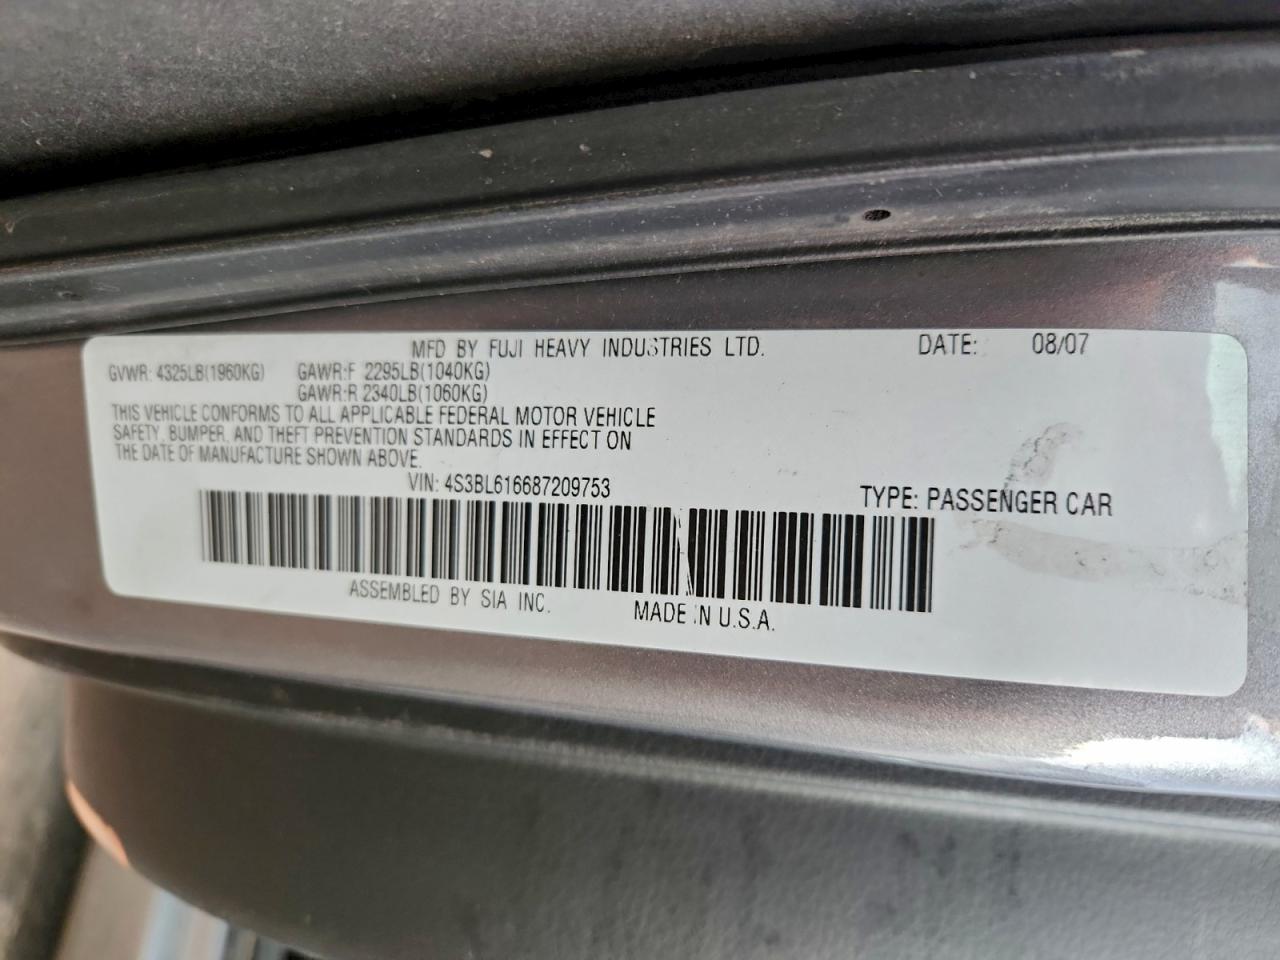 MFD BY FUJI HEAVY INDUSTRIES LTD. DATE: 08/07
GVWR: 4325LB(1960KG) GAWR:F 2295LB(1040KG)
GAWR:R 2340LB(1060KG)
THIS VEHICLE CONFORMS TO ALL APPLICABLE FEDERAL MOTOR VEHICLE
SAFETY, BUMPER, AND THEFT PREVENTION STANDARDS IN EFFECT ON
THE DATE OF MANUFACTURE SHOWN ABOVE.
VIN: 4S3BL616687209753 TYPE: PASSENGER CAR
ASSEMBLED BY SIA INC. MADE IN U.S.A.